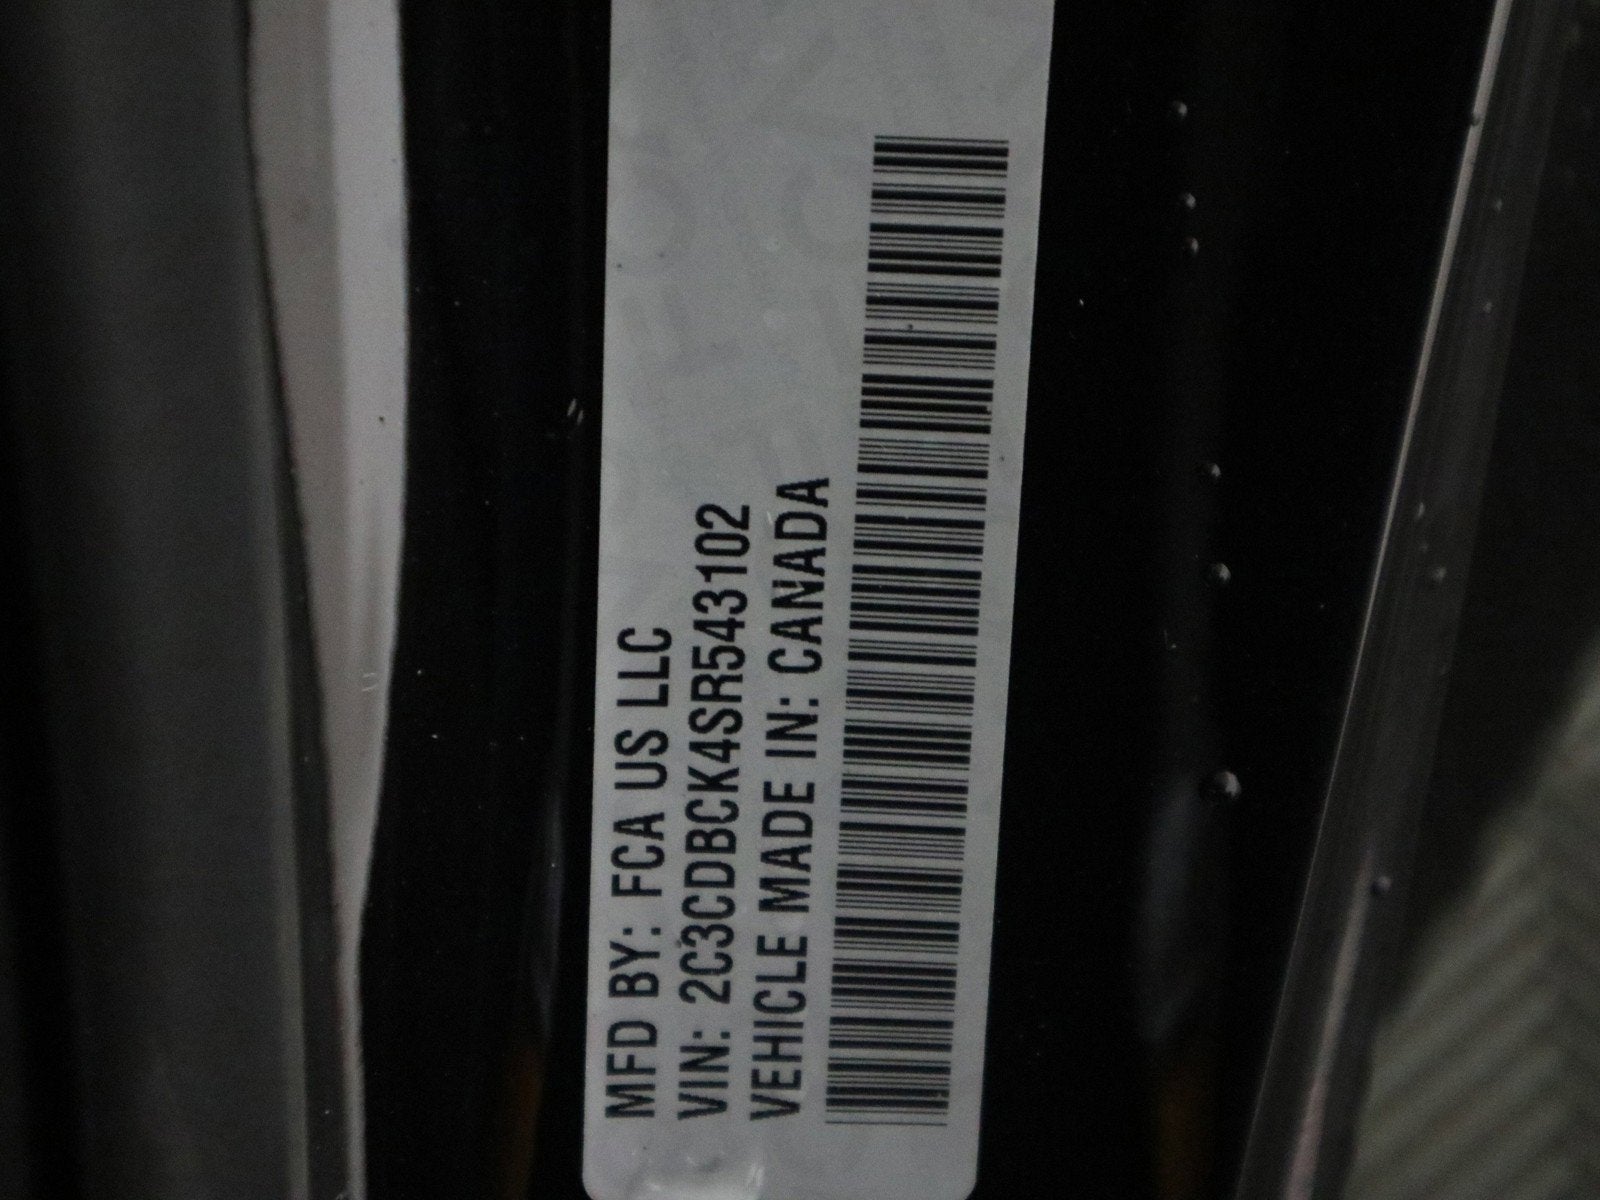 MFD BY: FCA US LLC
VIN: 2C3CDBCK4SR543102
VEHICLE MADE IN: CANADA